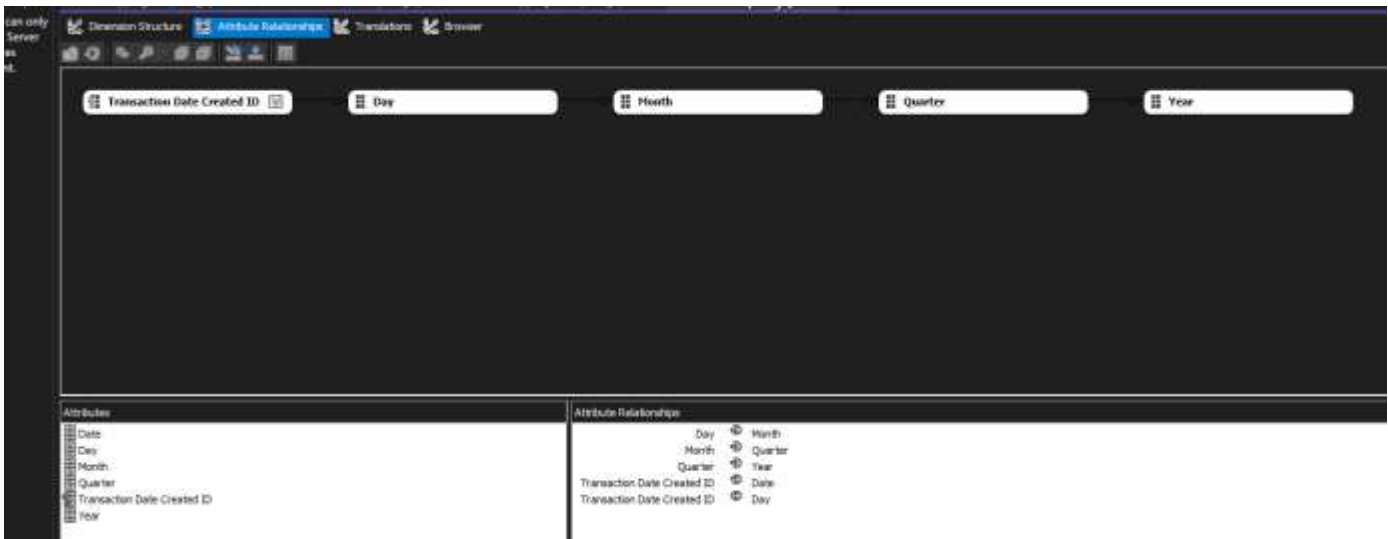 can only
Server
Dimension Structure Attribute Relationships Translations Browser
Transaction Date Created ID Day Month Quarter Year
Attributes Attribute Relationships
Date
Day
Month
Quarter
Transaction Date Created ID
Year
Day Month
Month Quarter
Quarter Year
Transaction Date Created ID Date
Transaction Date Created ID Day